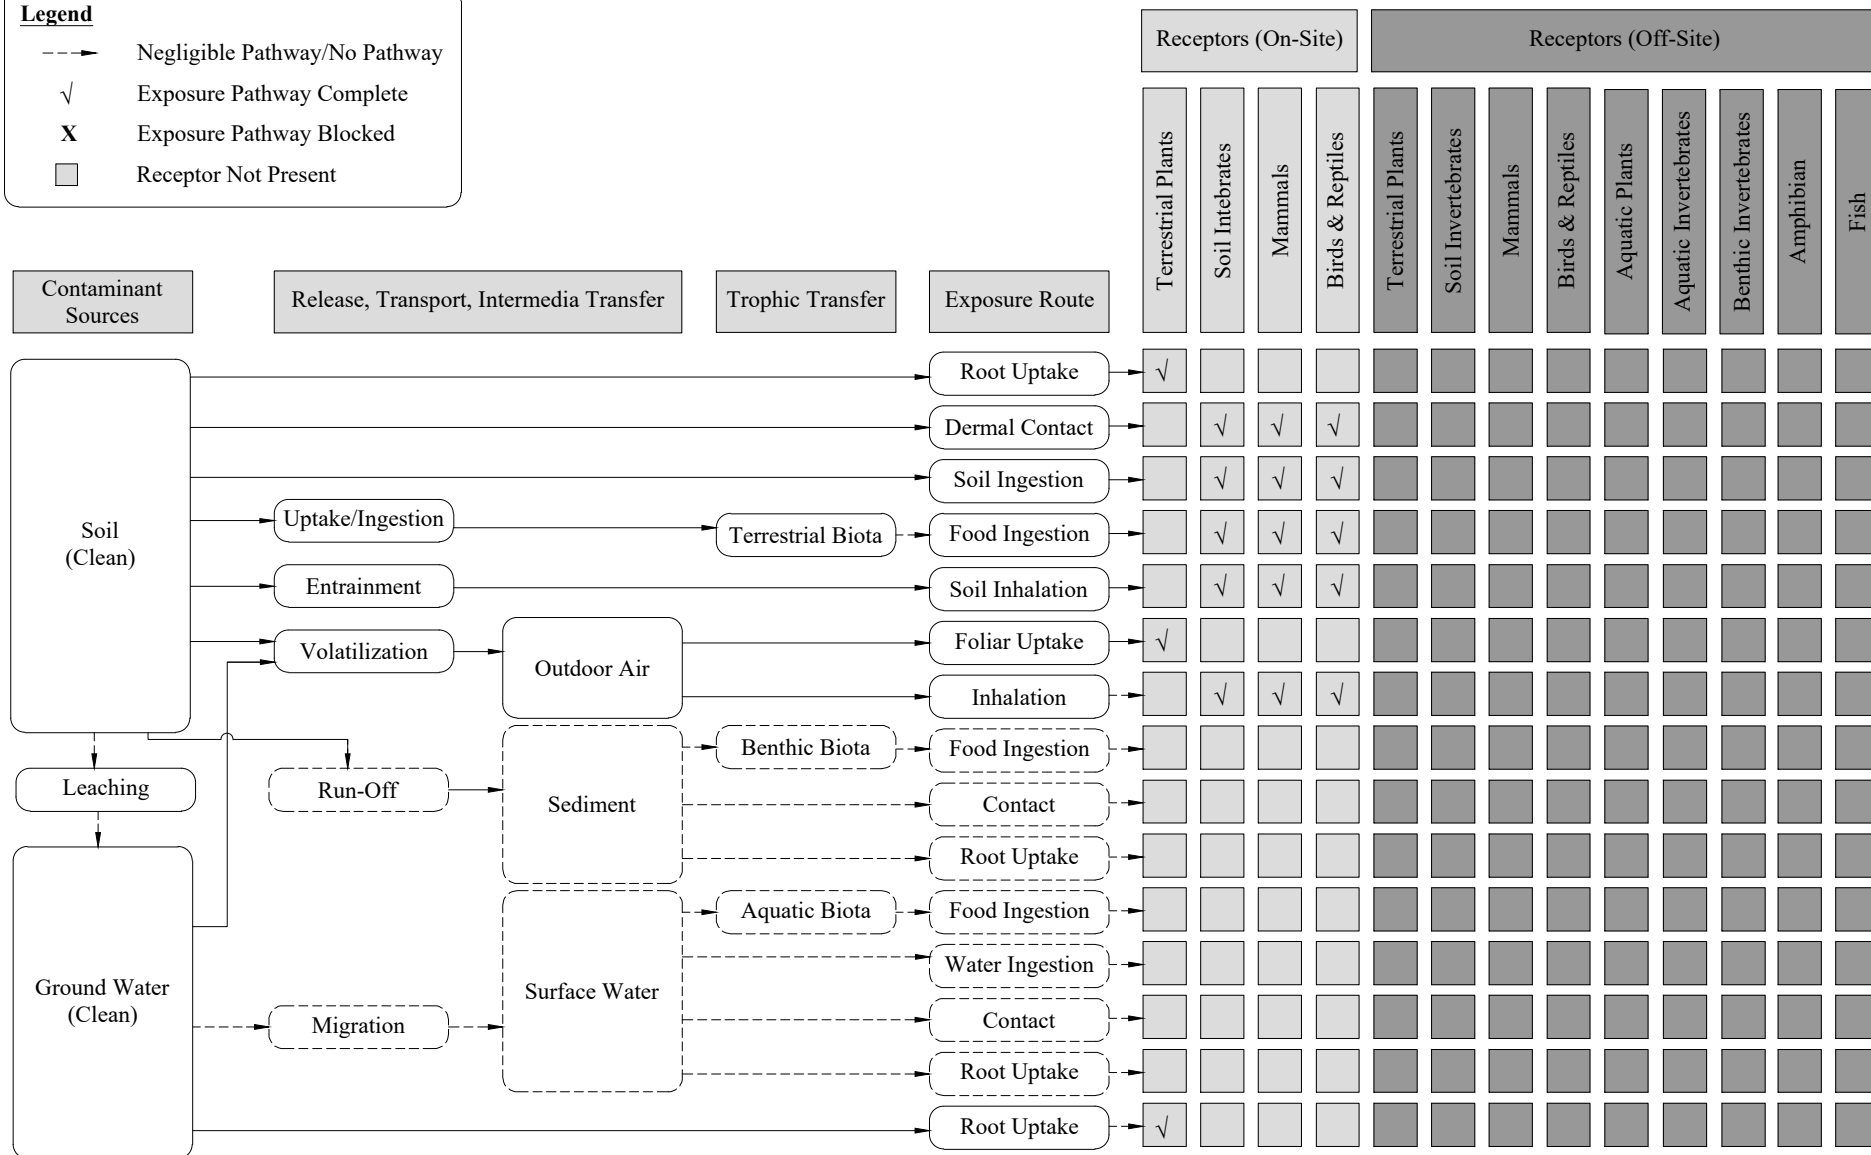 Legend
Negligible Pathway/No Pathway
√ Exposure Pathway Complete
X Exposure Pathway Blocked
Receptor Not Present
Receptors (On-Site)
Receptors (Off-Site)
Terrestrial Plants
Soil Intebrates
Mammals
Birds & Reptiles
Terrestrial Plants
Soil Invertebrates
Mammals
Birds & Reptiles
Aquatic Plants
Aquatic Invertebrates
Benthic Invertebrates
Amphibian
Fish
Contaminant
Sources
Release, Transport, Intermedia Transfer
Trophic Transfer
Exposure Route
Soil
(Clean)
Root Uptake
√
Dermal Contact
√ √ √
Soil Ingestion
√ √ √
Uptake/Ingestion
Terrestrial Biota
Food Ingestion
√ √ √
Entrainment
Soil Inhalation
√ √ √
Volatilization
Outdoor Air
Foliar Uptake
√
Inhalation
√ √ √
Leaching
Run-Off
Sediment
Benthic Biota
Food Ingestion
Contact
Root Uptake
Ground Water
(Clean)
Migration
Surface Water
Aquatic Biota
Food Ingestion
Water Ingestion
Contact
Root Uptake
Root Uptake
√